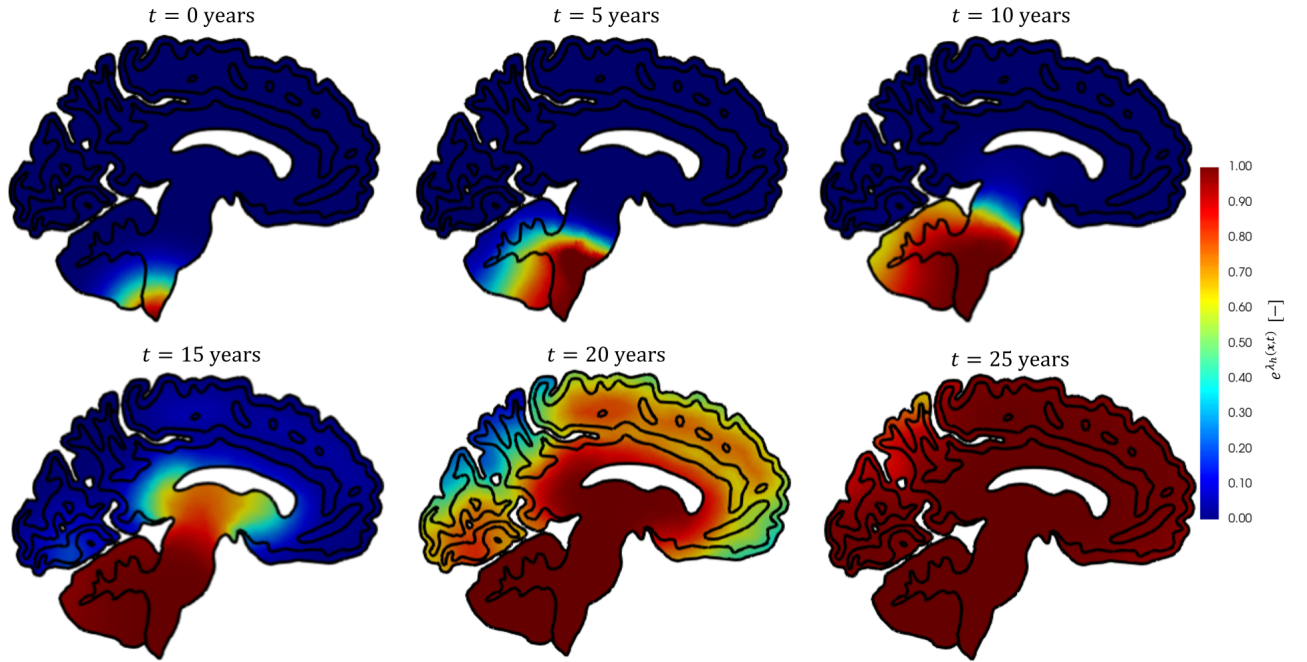 t = 0 years
t = 5 years
t = 10 years
t = 15 years
t = 20 years
t = 25 years
1.00
0.90
0.80
0.70
0.60
0.50
0.40
0.30
0.20
0.10
0.00
e^{λ_h(x,t)} [−]